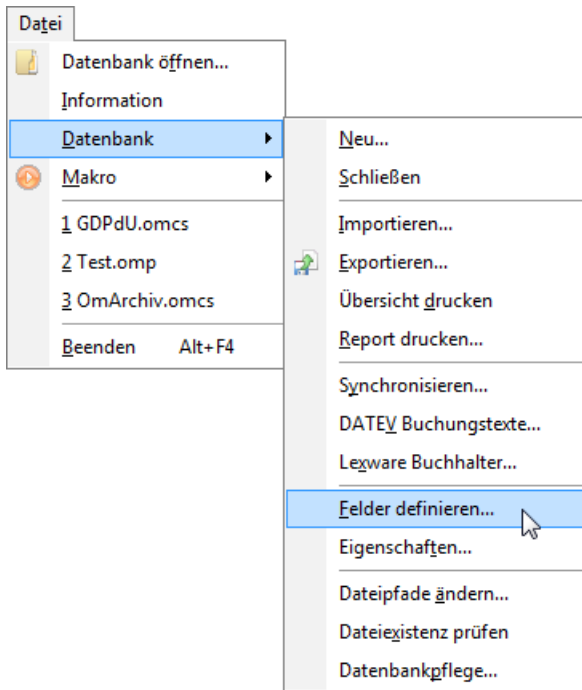 Datei
Datenbank öffnen...
Information
Datenbank
Makro
1 GDPdU.omcs
2 Test.omp
3 OmArchiv.omcs
Beenden Alt+F4
Neu...
Schließen
Importieren...
Exportieren...
Übersicht drucken
Report drucken...
Synchronisieren...
DATEV Buchungstexte...
Lexware Buchhalter...
Felder definieren...
Eigenschaften...
Dateipfade ändern...
Dateiexistenz prüfen
Datenbankpflege...